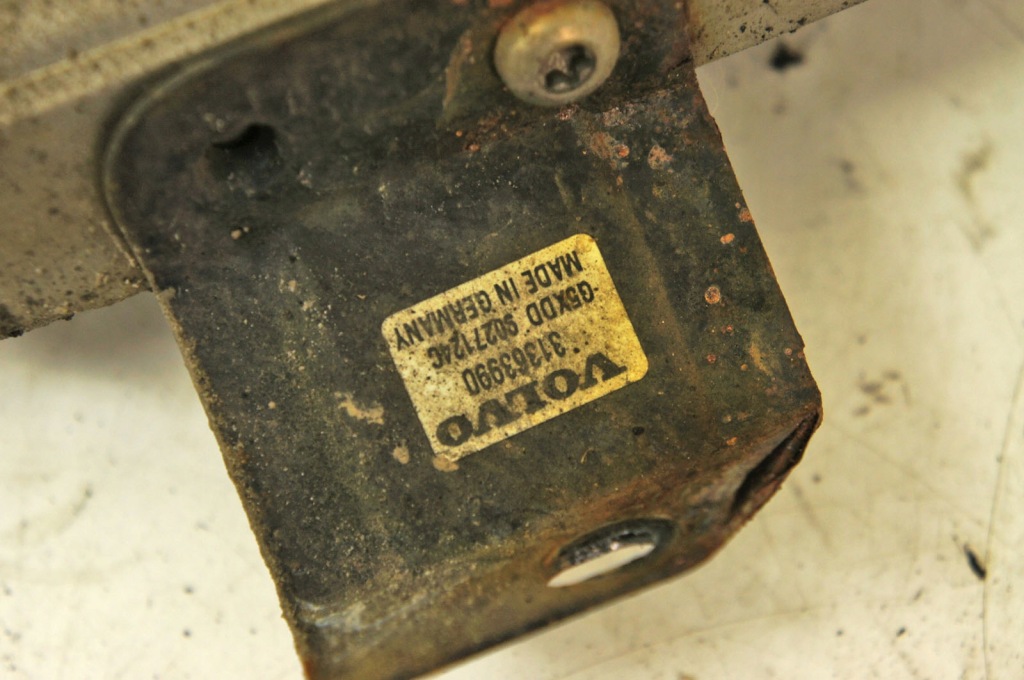 VOLVO
31363990
-G5XDD 9027124C
MADE IN GERMANY